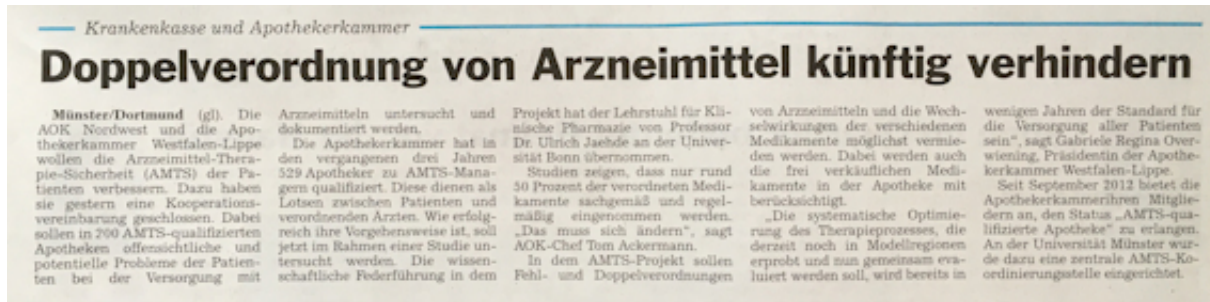 Krankenkasse und Apothekerkammer
Doppelverordnung von Arzneimittel künftig verhindern
Münster/Dortmund (gl). Die
AOK Nordwest und die Apo-
thekerkammer Westfalen-Lippe
wollen die Arzneimittel-Thera-
pie-Sicherheit (AMTS) der Pa-
tienten verbessern. Dazu haben
sie gestern eine Kooperations-
vereinbarung geschlossen. Dabei
sollen in 200 AMTS-qualifizierten
Apotheken offensichtliche und
potentielle Probleme der Patien-
ten bei der Versorgung mit
Arzneimitteln untersucht und
dokumentiert werden.
Die Apothekerkammer hat in
den vergangenen drei Jahren
529 Apotheker zu AMTS-Mana-
gern qualifiziert. Diese dienen als
Lotsen zwischen Patienten und
verordnenden Ärzten. Wie erfolg-
reich ihre Vorgehensweise ist, soll
jetzt im Rahmen einer Studie un-
tersucht werden. Die wissen-
schaftliche Federführung in dem
Projekt hat der Lehrstuhl für Kli-
nische Pharmazie von Professor
Dr. Ulrich Jaehde an der Univer-
sität Bonn übernommen.
Studien zeigen, dass nur rund
50 Prozent der verordneten Medi-
kamente sachgemäß und regel-
mäßig eingenommen werden.
„Das muss sich ändern“, sagt
AOK-Chef Tom Ackermann.
In dem AMTS-Projekt sollen
Fehl- und Doppelverordnungen
von Arzneimitteln und die Wech-
selwirkungen der verschiedenen
Medikamente möglichst vermie-
den werden. Dabei werden auch
die frei verkäuflichen Medi-
kamente in der Apotheke mit
berücksichtigt.
„Die systematische Optimie-
rung des Therapieprozesses, die
derzeit noch in Modellregionen
erprobt und nun gemeinsam eva-
luiert werden soll, wird bereits in
wenigen Jahren der Standard für
die Versorgung aller Patienten
sein“, sagt Gabriele Regina Over-
wiening, Präsidentin der Apothe-
kerkammer Westfalen-Lippe.
Seit September 2012 bietet die
Apothekerkammerihren Mitglie-
dern an, den Status „AMTS-qua-
lifizierte Apotheke“ zu erlangen.
An der Universität Münster wur-
de dazu eine zentrale AMTS-Ko-
ordinierungsstelle eingerichtet.